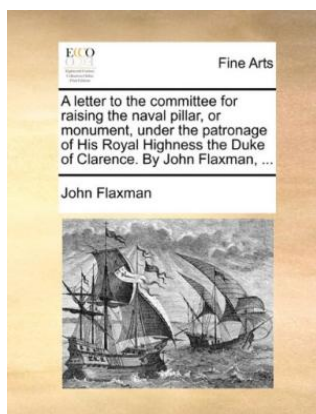 ECCO
Fine Arts
A letter to the committee for
raising the naval pillar, or
monument, under the patronage
of His Royal Highness the Duke
of Clarence. By John Flaxman, ...
John Flaxman